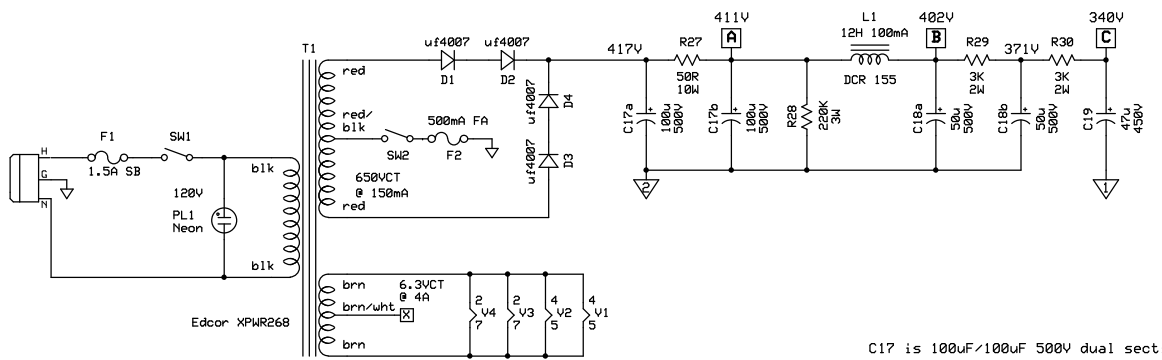 411V
402V
340V
T1
uf4007
uf4007
L1
12H 100mA
417V
R27
A
B
R29
371V
R30
C
red
D1
D2
50R
10W
DCR 155
3K
2W
3K
2W
red/
blk
500mA FA
uf4007
D4
C17a
100u
500V
C17b
100u
500V
R28
220K
3W
C18a
50u
500V
C18b
50u
500V
C19
47u
450V
F1
SW1
H
G
N
1.5A SB
blk
SW2
F2
uf4007
D3
120V
PL1
Neon
650VCT
@ 150mA
red
2
1
blk
brn
6.3VCT
@ 4A
brn/wht
X
brn
2
V4
7
2
V3
7
4
V2
5
4
V1
5
Edcor XPWR268
C17 is 100uF/100uF 500V dual sect